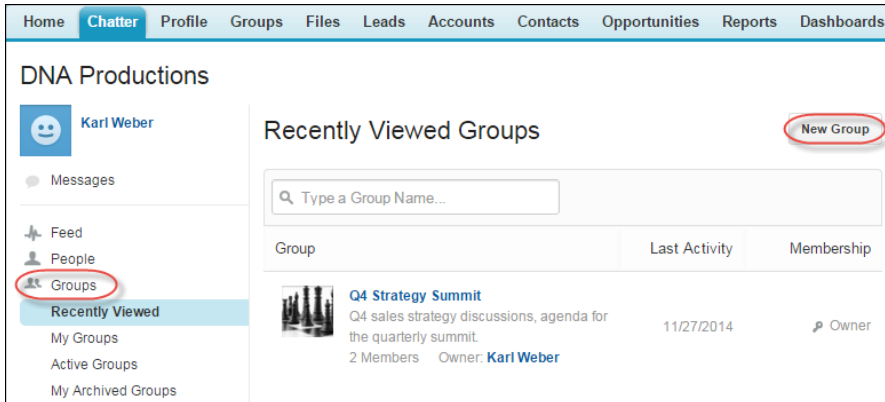 Home Chatter Profile Groups Files Leads Accounts Contacts Opportunities Reports Dashboards
DNA Productions
Karl Weber
Messages
Feed
People
Groups
Recently Viewed
My Groups
Active Groups
My Archived Groups
Recently Viewed Groups
New Group
Type a Group Name...
Group Last Activity Membership
Q4 Strategy Summit
Q4 sales strategy discussions, agenda for
the quarterly summit.
2 Members Owner: Karl Weber
11/27/2014
Owner